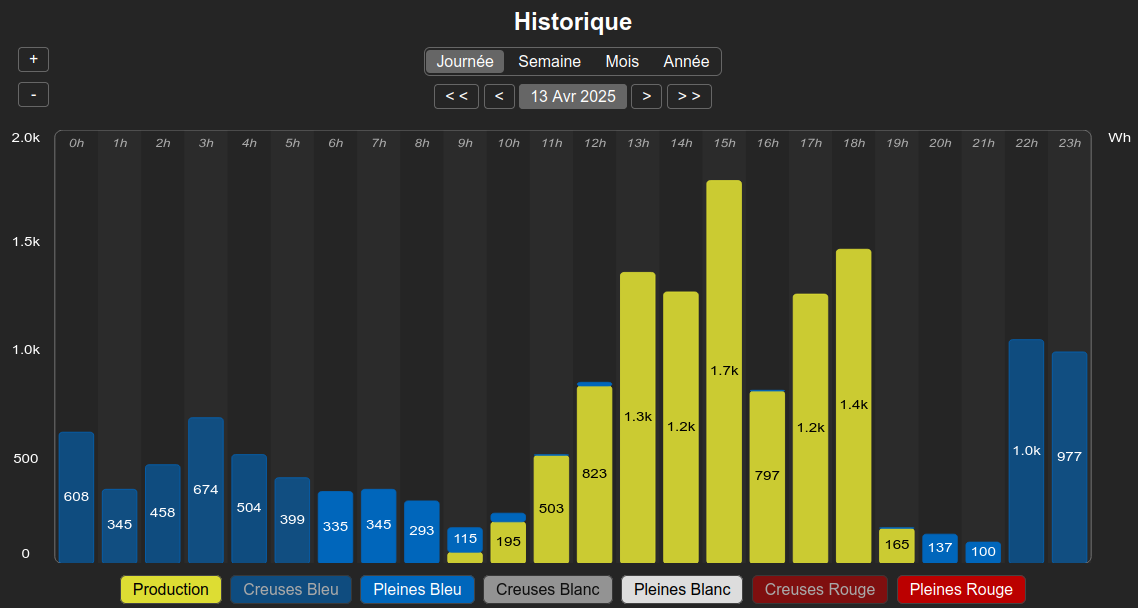 Historique
+
Journée Semaine Mois Année
-
< < < 13 Avr 2025 > > >
2.0k 0h 1h 2h 3h 4h 5h 6h 7h 8h 9h 10h 11h 12h 13h 14h 15h 16h 17h 18h 19h 20h 21h 22h 23h Wh
1.5k
1.0k
500
0
608 345 458 674 504 399 335 345 293 115 195 503 823 1.3k 1.2k 1.7k 797 1.2k 1.4k 165 137 100 1.0k 977
Production Creuses Bleu Pleines Bleu Creuses Blanc Pleines Blanc Creuses Rouge Pleines Rouge